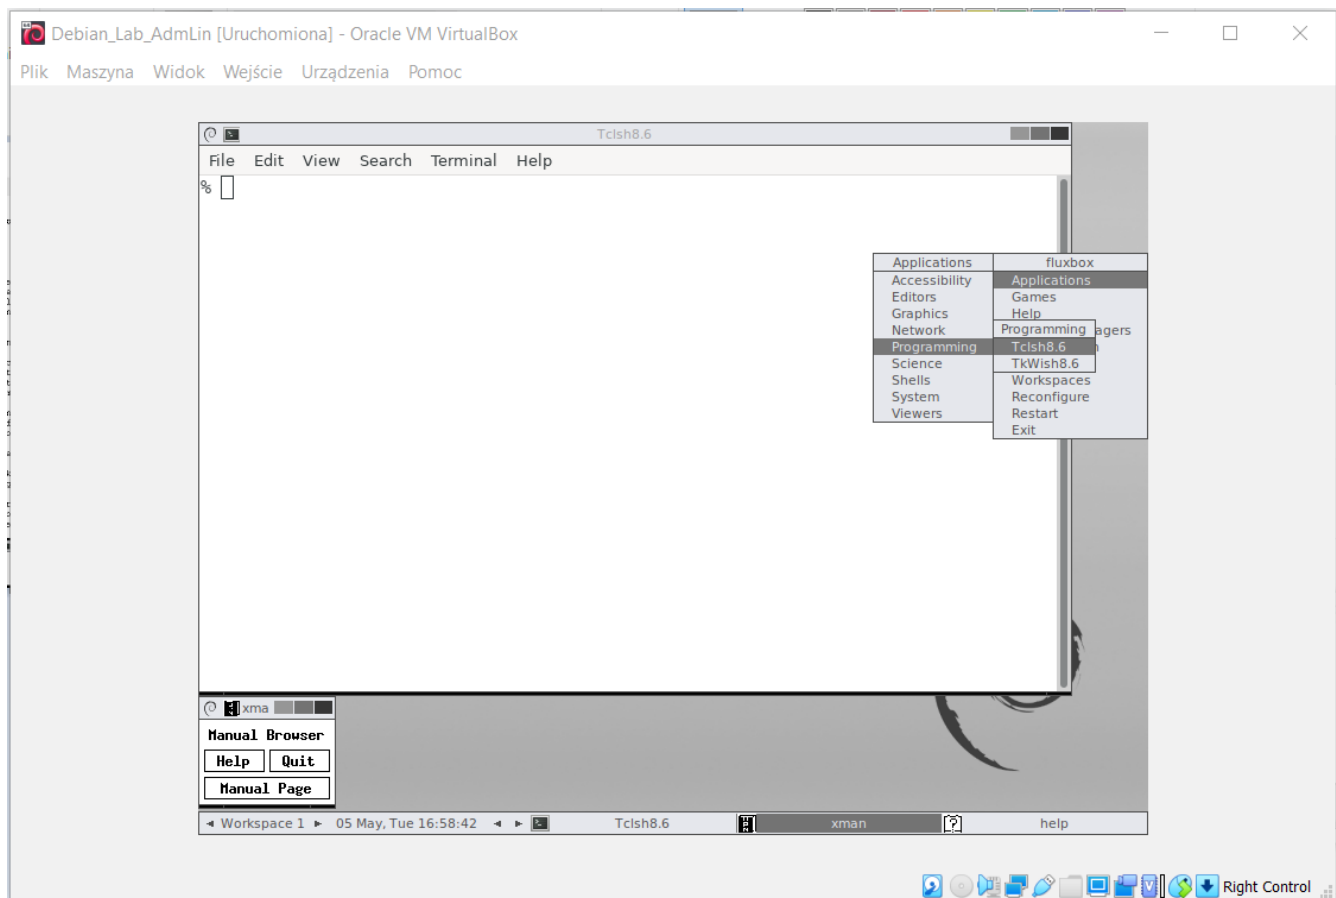 Debian_Lab_AdmLin [Uruchomiona] - Oracle VM VirtualBox
Plik Maszyna Widok Wejście Urządzenia Pomoc
Tclsh8.6
File Edit View Search Terminal Help
%
Applications
Accessibility
Editors
Graphics
Network
Programming
Science
Shells
System
Viewers
fluxbox
Applications
Games
Help
agers
Workspaces
Reconfigure
Restart
Exit
Programming
Tclsh8.6
TkWish8.6
xma
Manual Browser
Help Quit
Manual Page
Workspace 1 05 May, Tue 16:58:42 Tclsh8.6 xman help
Right Control